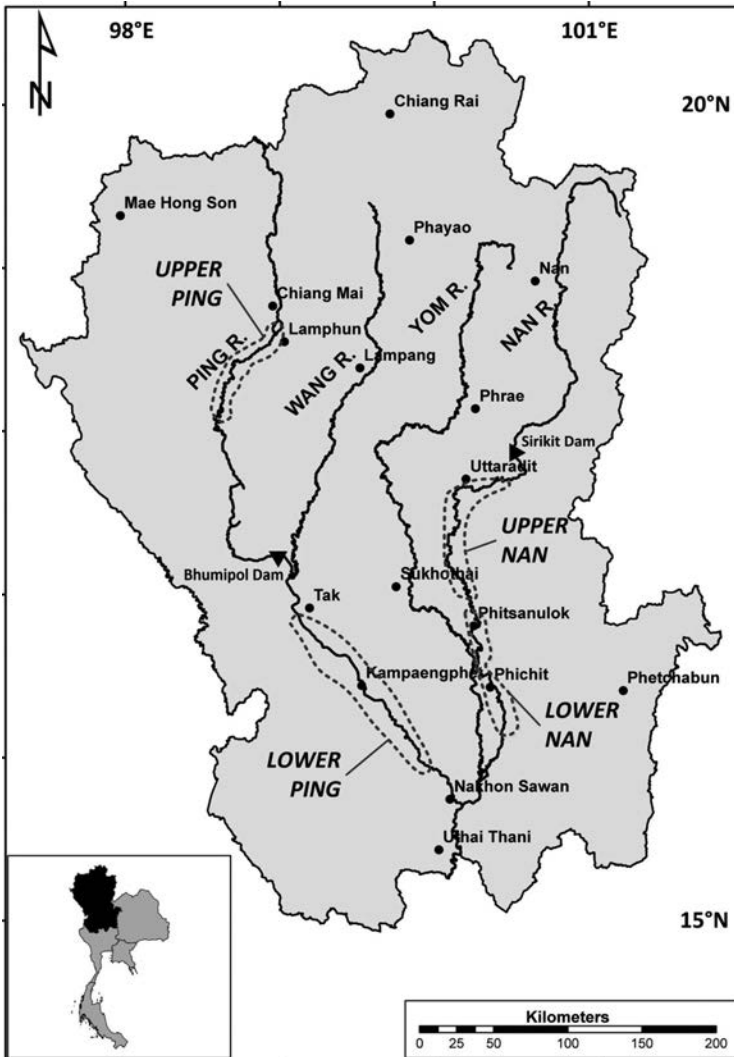 98°E
101°E
N
20°N
Chiang Rai
Mae Hong Son
Phayao
UPPER
PING
Nan
Chiang Mai
YOM R.
NAN R.
Lamphun
PING R.
WANG R.
Lampang
Phrae
Sirikit Dam
Uttaradit
UPPER
NAN
Bhumipol Dam
Sukhothai
Tak
Phitsanulok
Kampaengphet
Phichit
Phetchabun
LOWER
NAN
LOWER
PING
Nakhon Sawan
Uthai Thani
15°N
Kilometers
0 25 50 100 150 200